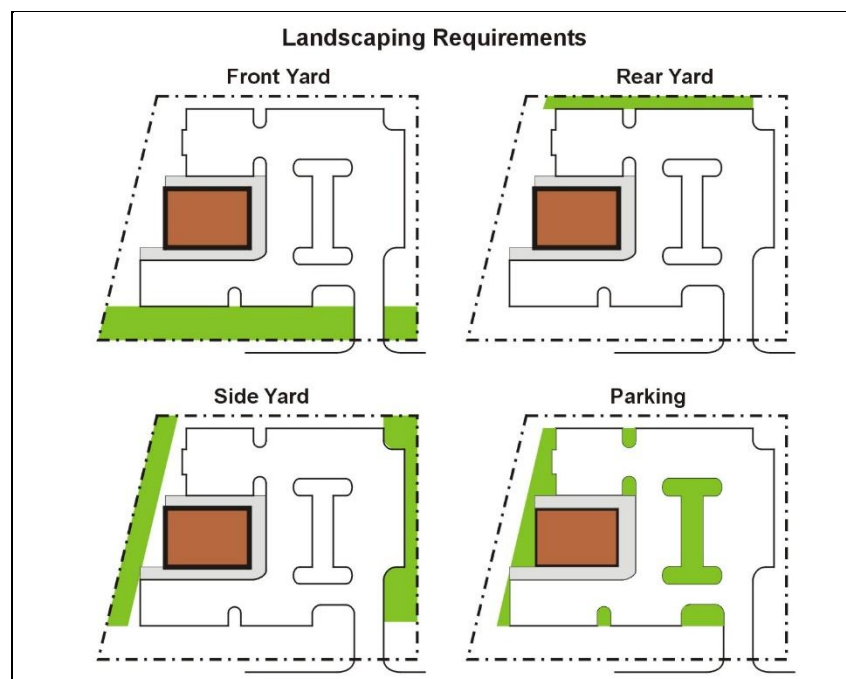 Landscaping Requirements
Front Yard
Rear Yard
Side Yard
Parking